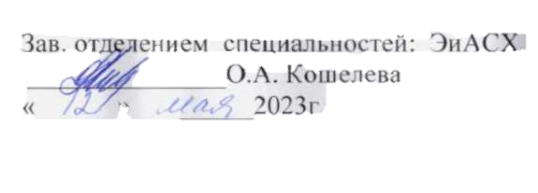 Зав. отделением специальностей: ЭиАСХ
О.А. Кошелева
« 12 » мая 2023г